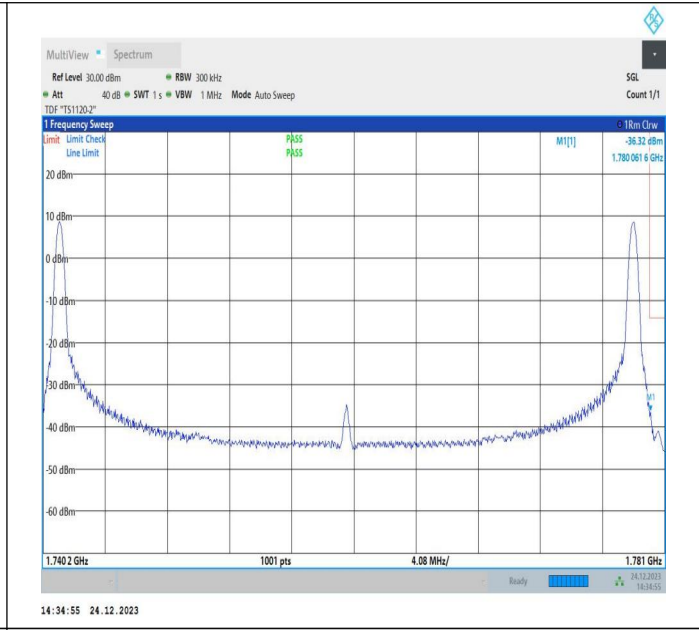 R S
MultiView Spectrum
Ref Level 30.00 dBm RBW 300 kHz SGL
Att 40 dB SWT 1 s VBW 1 MHz Mode Auto Sweep Count 1/1
TDF "TS1120-2"
1 Frequency Sweep 1Rm Clrw
Limit Limit Check PASS M1[1] -36.32 dBm
Line Limit PASS 1.780 061 6 GHz
20 dBm
10 dBm
0 dBm
-10 dBm
-20 dBm
-30 dBm
M1
-40 dBm
-50 dBm
-60 dBm
1.740 2 GHz 1001 pts 4.08 MHz/ 1.781 GHz
Ready 24.12.2023
14:34:55
14:34:55 24.12.2023